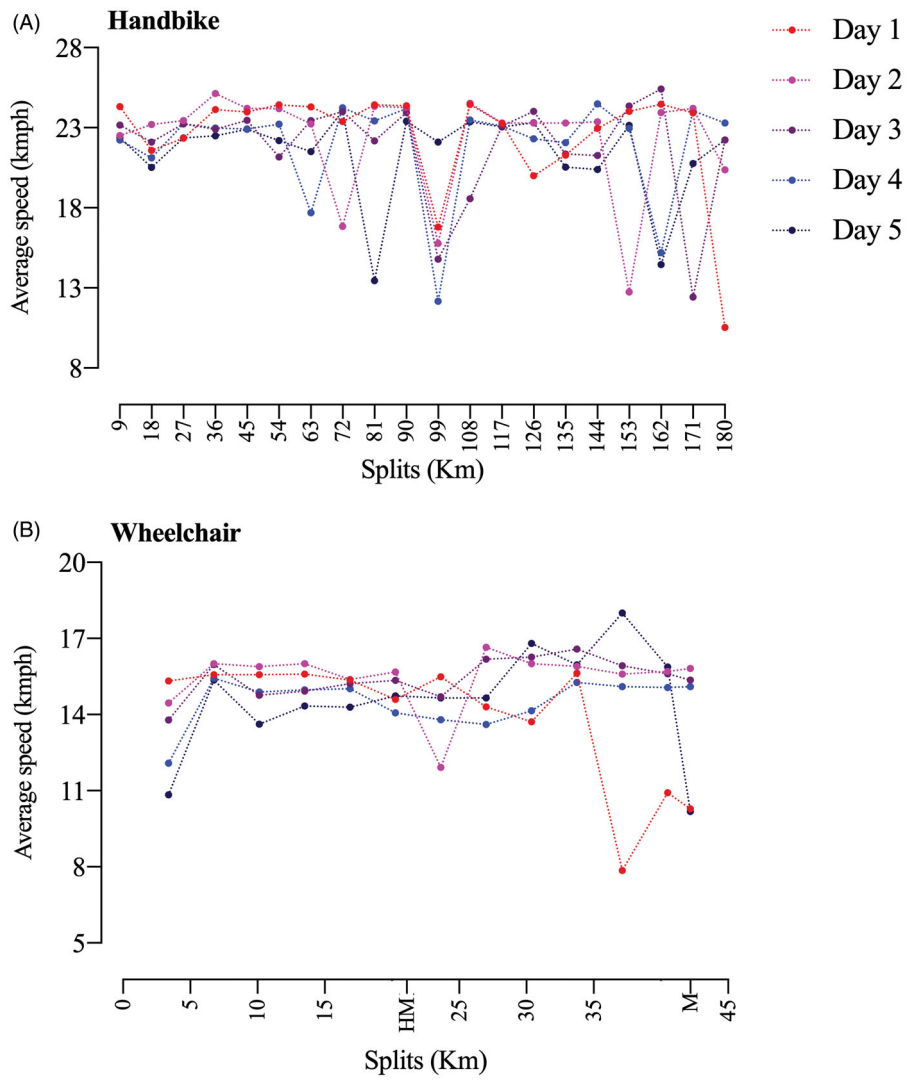 (A) Handbike
28
23
18
13
8
Average speed (kmph)
9 18 27 36 45 54 63 72 81 90 99 108 117 126 135 144 153 162 171 180
Splits (Km)
Day 1
Day 2
Day 3
Day 4
Day 5
(B) Wheelchair
20
17
14
11
8
5
Average speed (kmph)
0 5 10 15 HM 25 30 35 M 45
Splits (Km)